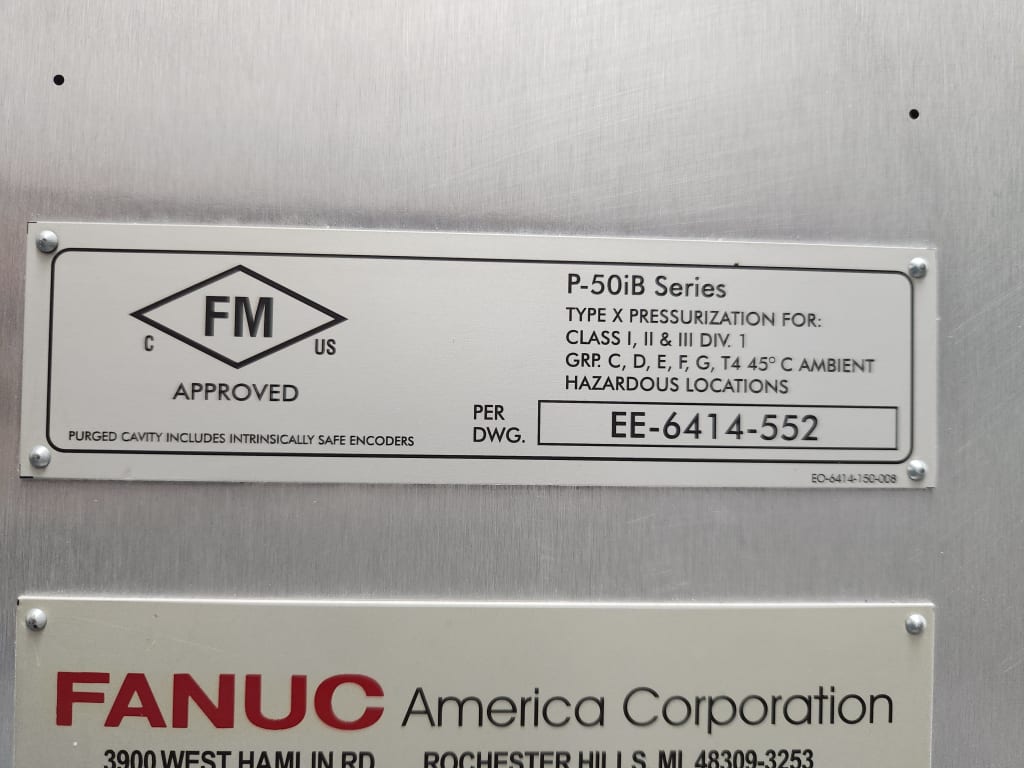 FM
C US
APPROVED
PURGED CAVITY INCLUDES INTRINSICALLY SAFE ENCODERS
P-50iB Series
TYPE X PRESSURIZATION FOR:
CLASS I, II & III DIV. 1
GRP. C, D, E, F, G, T4 45° C AMBIENT
HAZARDOUS LOCATIONS
PER
DWG. EE-6414-552
EO-6414-150-008
FANUC America Corporation
3900 WEST HAMLIN RD. ROCHESTER HILLS, MI. 48309-3253